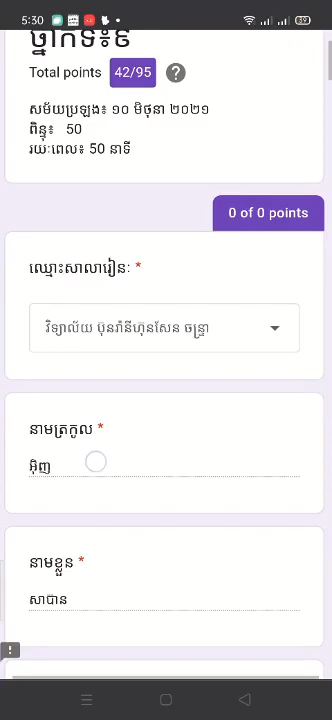 5:30
39
ថ្នាក់ទី៖៩
Total points 42/95 ?
សម័យប្រឡង៖ ១០ មិថុនា ២០២១
ពិន្ទុ៖ 50
រយៈពេល៖ 50 នាទី
0 of 0 points
ឈ្មោះសាលារៀន: *
វិទ្យាល័យ ប៊ុនរ៉ានីហ៊ុនសែន ចន្ទ្រា
នាមត្រកូល *
អ៊ិញ
នាមខ្លួន *
សាប៊ាន